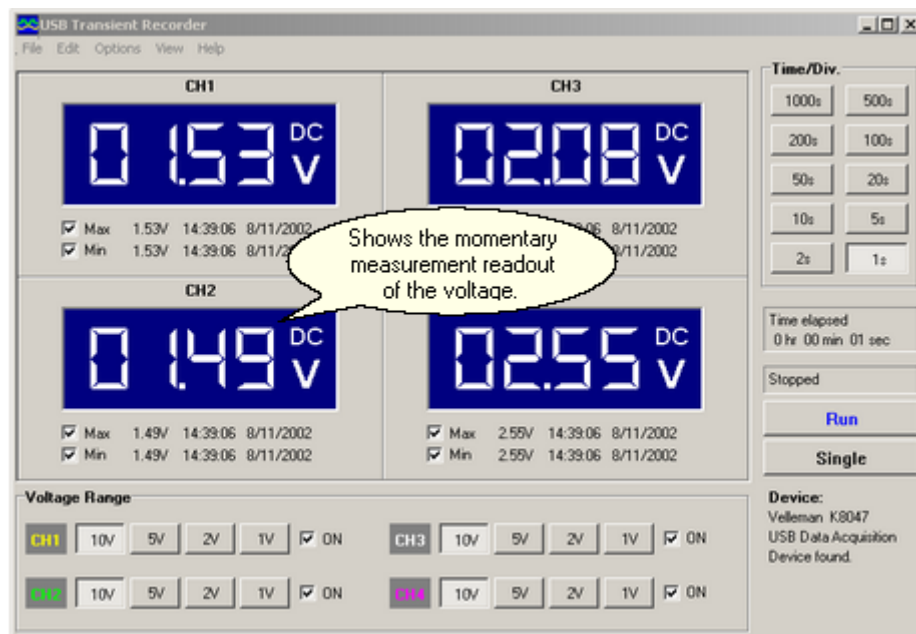 USB Transient Recorder
File Edit Options View Help
CH1
01.53 DC V
Max 1.53V 14:39:06 8/11/2002
Min 1.53V 14:39:06 8/11/2002
CH3
02.08 DC V
8/11/2002
8/11/2002
Shows the momentary
measurement readout
of the voltage.
CH2
01.49 DC V
Max 1.49V 14:39:06 8/11/2002
Min 1.49V 14:39:06 8/11/2002
02.55 DC V
Max 2.55V 14:39:06 8/11/2002
Min 2.55V 14:39:06 8/11/2002
Time/Div.
1000s 500s
200s 100s
50s 20s
10s 5s
2s 1s
Time elapsed
0 hr 00 min 01 sec
Stopped
Run
Single
Device:
Velleman K8047
USB Data Acquisition
Device found.
Voltage Range
CH1 10V 5V 2V 1V ON
CH3 10V 5V 2V 1V ON
CH2 10V 5V 2V 1V ON
CH4 10V 5V 2V 1V ON